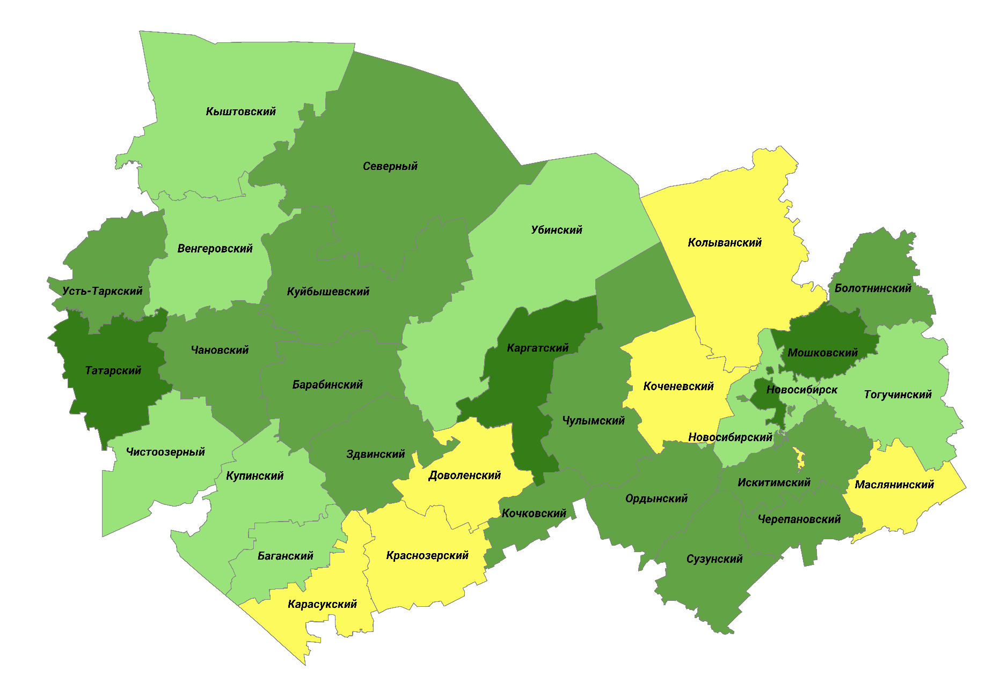 Кыштовский
Северный
Убинский
Колыванский
Венгеровский
Усть-Таркский
Куйбышевский
Болотнинский
Чановский
Каргатский
Мошковский
Татарский
Барабинский
Коченевский
Новосибирск
Тогучинский
Чулымский
Новосибирский
Чистоозерный
Здвинский
Купинский
Доволенский
Искитимский
Маслянинский
Ордынский
Кочковский
Черепановский
Баганский
Краснозерский
Сузунский
Карасукский